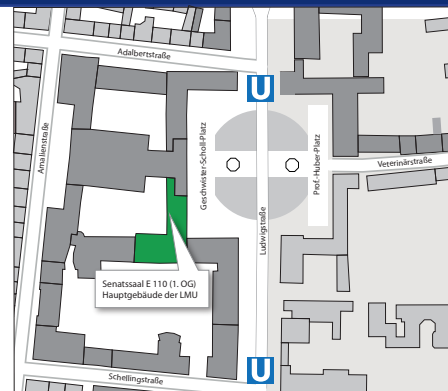 Adalbertstraße
U
Amalienstraße
Geschwister-Scholl-Platz
Prof.-Huber-Platz
Veterinärstraße
Ludwigstraße
Senatssaal E 110 (1. OG)
Hauptgebäude der LMU
Schellingstraße
U